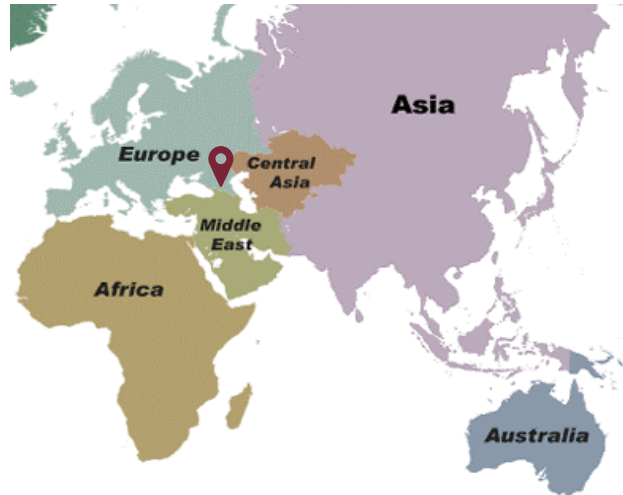 Asia
Europe
Central
Asia
Middle
East
Africa
Australia